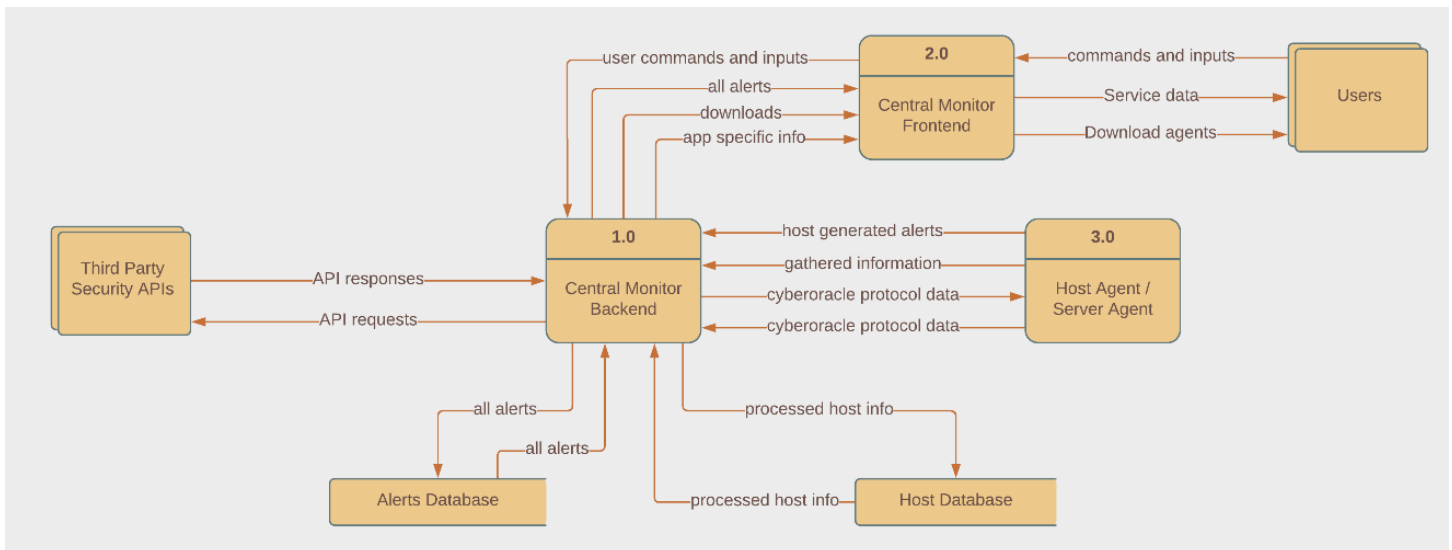 2.0
user commands and inputs
commands and inputs
all alerts
Service data
Users
Central Monitor
Frontend
downloads
Download agents
app specific info
1.0
host generated alerts
3.0
Third Party
Security APIs
API responses
gathered information
Central Monitor
Backend
cyberoracle protocol data
Host Agent /
Server Agent
API requests
cyberoracle protocol data
all alerts
processed host info
all alerts
Alerts Database
processed host info
Host Database